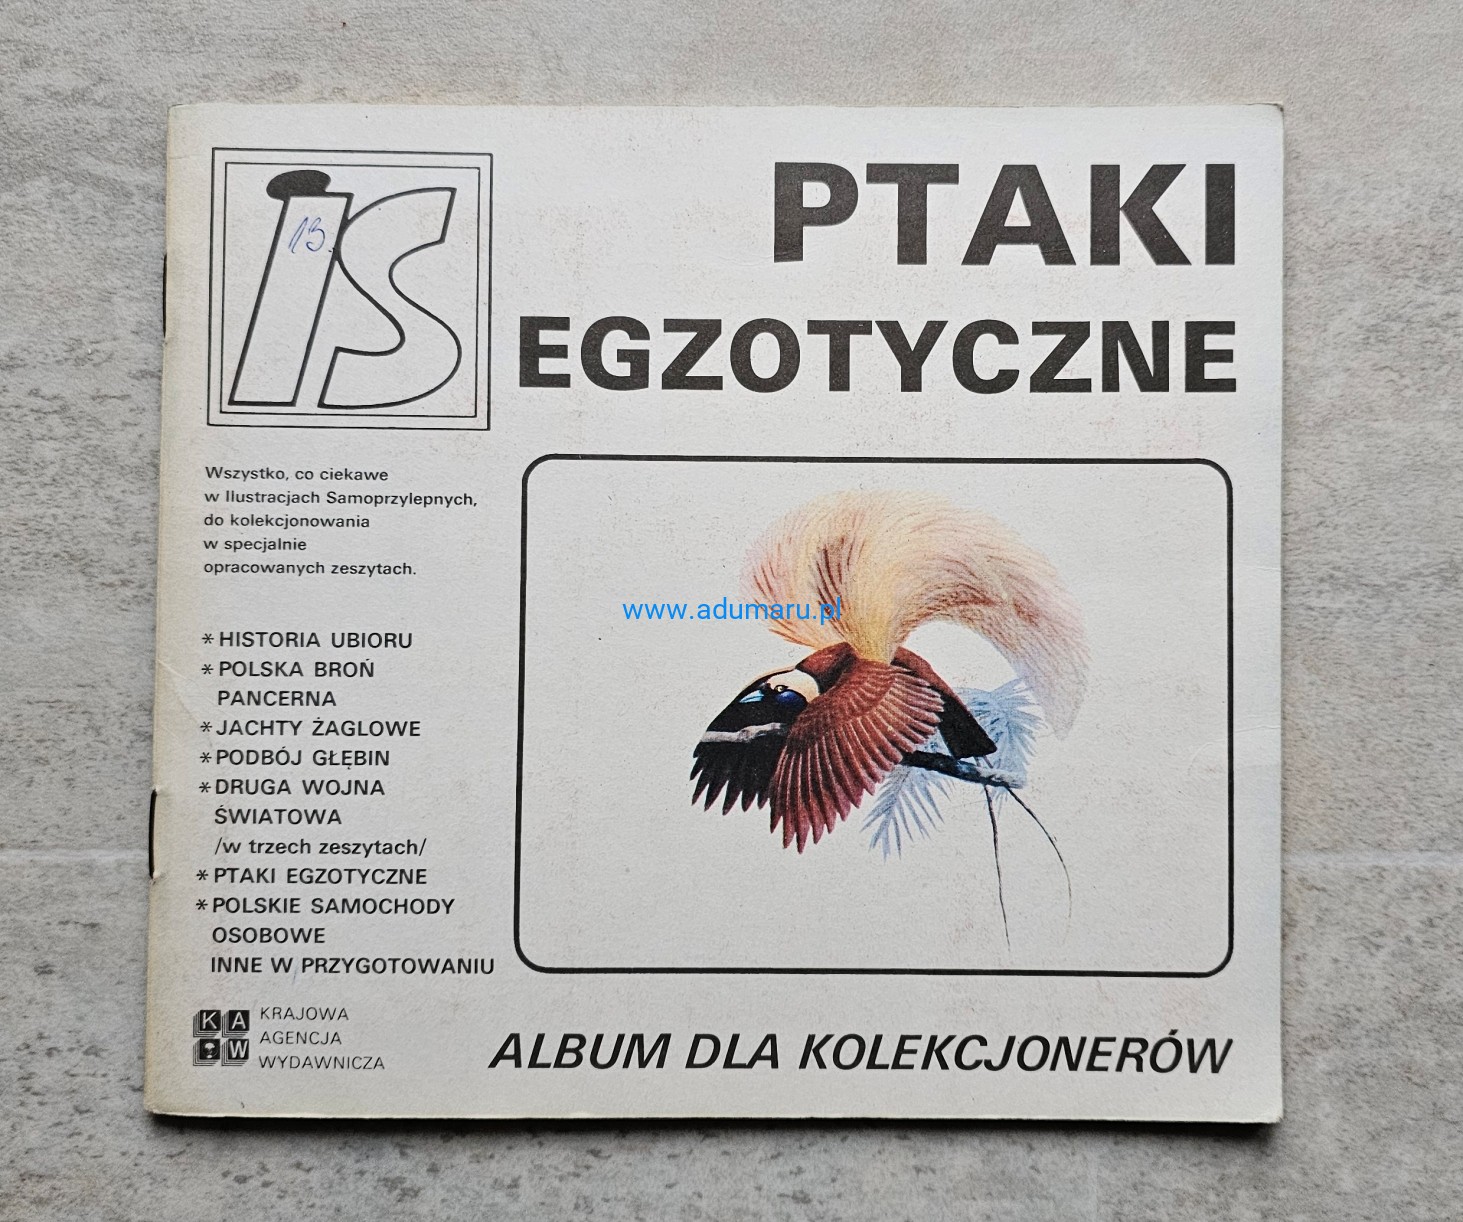 IS
13
PTAKI
EGZOTYCZNE
Wszystko, co ciekawe
w Ilustracjach Samoprzylepnych,
do kolekcjonowania
w specjalnie
opracowanych zeszytach.
* HISTORIA UBIORU
* POLSKA BROŃ
PANCERNA
* JACHTY ŻAGLOWE
* PODBÓJ GŁĘBIN
* DRUGA WOJNA
ŚWIATOWA
/w trzech zeszytach/
* PTAKI EGZOTYCZNE
* POLSKIE SAMOCHODY
OSOBOWE
INNE W PRZYGOTOWANIU
www.adumaru.pl
KAW
KRAJOWA
AGENCJA
WYDAWNICZA
ALBUM DLA KOLEKCJONERÓW